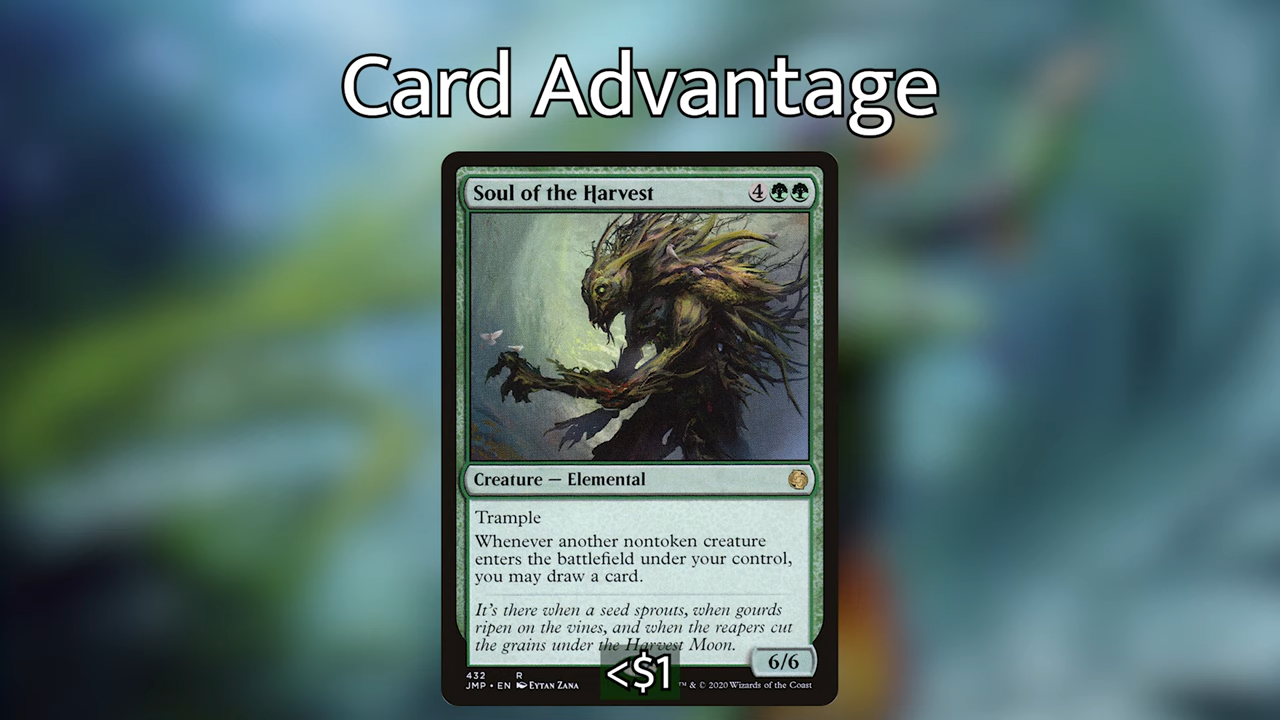 Card Advantage
Soul of the Harvest 4
Creature — Elemental
Trample
Whenever another nontoken creature
enters the battlefield under your control,
you may draw a card.
It's there when a seed sprouts, when gourds
ripen on the vines, and when the reapers cut
the grains under the Harvest Moon.
6/6
432 R
JMP • EN Eytan Zana
<$1
™ & © 2020 Wizards of the Coast